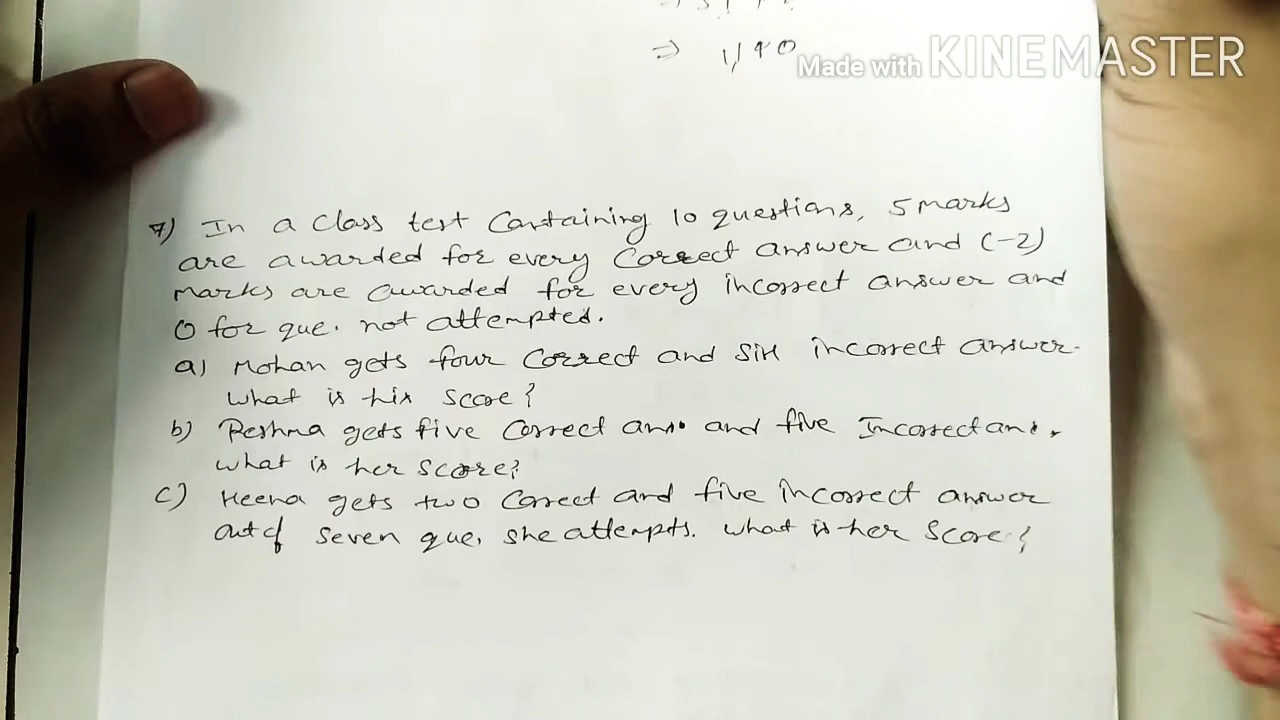 ⇒ 1190
Made with KINEMASTER
7) In a class test containing 10 questions, 5 marks
are awarded for every correct answer and (-2)
marks are awarded for every incorrect answer and
0 for que. not attempted.
a) Mohan gets four correct and six incorrect answer.
what is his score?
b) Reshma gets five correct ans. and five Incorrect ans.
what is her score?
c) Heena gets two correct and five incorrect answer
out of seven que. she attempts. what is her score?